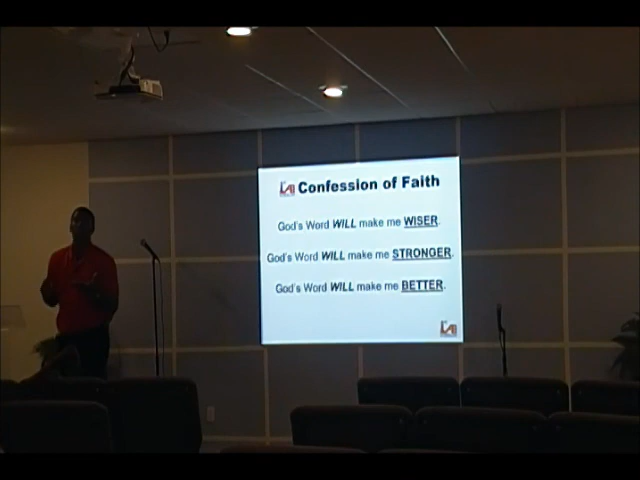 Confession of Faith
God's Word WILL make me WISER.
God's Word WILL make me STRONGER.
God's Word WILL make me BETTER.